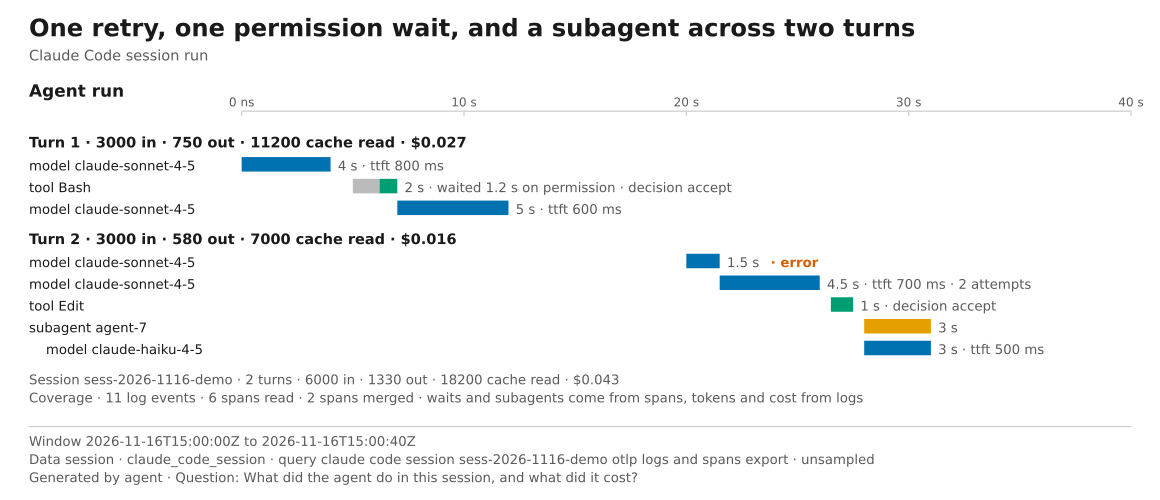 One retry, one permission wait, and a subagent across two turns
Claude Code session run
Agent run
0 ns 10 s 20 s 30 s 40 s
Turn 1 · 3000 in · 750 out · 11200 cache read · $0.027
model claude-sonnet-4-5 4 s · ttft 800 ms
tool Bash 2 s · waited 1.2 s on permission · decision accept
model claude-sonnet-4-5 5 s · ttft 600 ms
Turn 2 · 3000 in · 580 out · 7000 cache read · $0.016
model claude-sonnet-4-5 1.5 s · error
model claude-sonnet-4-5 4.5 s · ttft 700 ms · 2 attempts
tool Edit 1 s · decision accept
subagent agent-7 3 s
model claude-haiku-4-5 3 s · ttft 500 ms
Session sess-2026-1116-demo · 2 turns · 6000 in · 1330 out · 18200 cache read · $0.043
Coverage · 11 log events · 6 spans read · 2 spans merged · waits and subagents come from spans, tokens and cost from logs
Window 2026-11-16T15:00:00Z to 2026-11-16T15:00:40Z
Data session · claude_code_session · query claude code session sess-2026-1116-demo otlp logs and spans export · unsampled
Generated by agent · Question: What did the agent do in this session, and what did it cost?